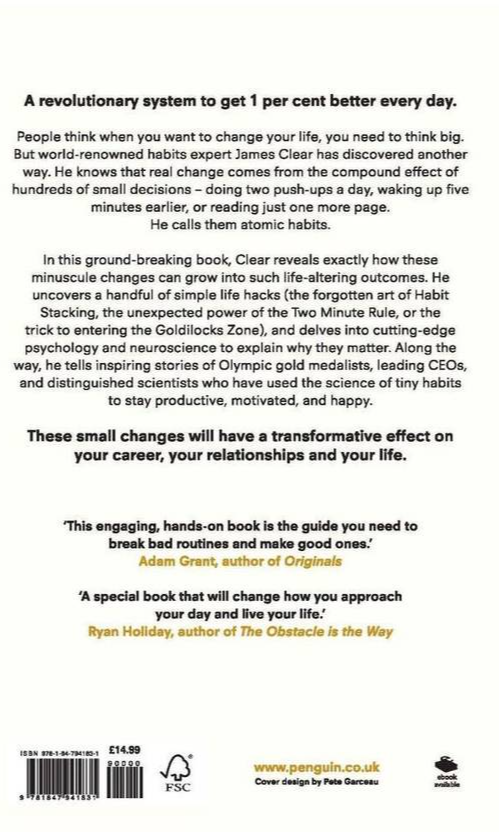 A revolutionary system to get 1 per cent better every day.
People think when you want to change your life, you need to think big.
But world-renowned habits expert James Clear has discovered another
way. He knows that real change comes from the compound effect of
hundreds of small decisions – doing two push-ups a day, waking up five
minutes earlier, or reading just one more page.
He calls them atomic habits.
In this ground-breaking book, Clear reveals exactly how these
minuscule changes can grow into such life-altering outcomes. He
uncovers a handful of simple life hacks (the forgotten art of Habit
Stacking, the unexpected power of the Two Minute Rule, or the
trick to entering the Goldilocks Zone), and delves into cutting-edge
psychology and neuroscience to explain why they matter. Along the
way, he tells inspiring stories of Olympic gold medalists, leading CEOs,
and distinguished scientists who have used the science of tiny habits
to stay productive, motivated, and happy.
These small changes will have a transformative effect on
your career, your relationships and your life.
‘This engaging, hands-on book is the guide you need to
break bad routines and make good ones.’
Adam Grant, author of Originals
‘A special book that will change how you approach
your day and live your life.’
Ryan Holiday, author of The Obstacle is the Way
ISBN 978-1-84-794183-1
£14.99
90000
9 781847 941831
FSC
www.penguin.co.uk
Cover design by Pete Garceau
ebook
available